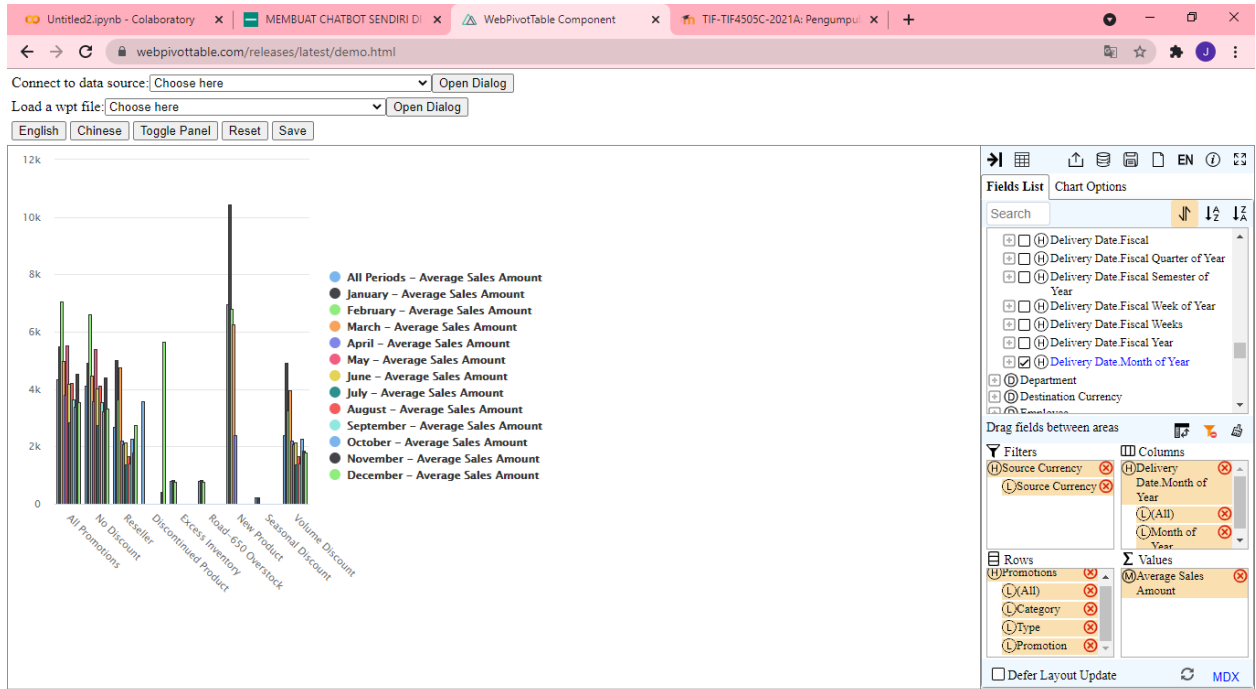 Untitled2.ipynb - Colaboratory
MEMBUAT CHATBOT SENDIRI DI
WebPivotTable Component
TIF-TIF4505C-2021A: Pengumpul
webpivottable.com/releases/latest/demo.html
J
Connect to data source: Choose here Open Dialog
Load a wpt file: Choose here Open Dialog
English Chinese Toggle Panel Reset Save
12k
10k
8k
6k
4k
2k
0
All Promotions
No Discount
Reseller
Discontinued Product
Excess Inventory
Road-650 Overstock
New Product
Seasonal Discount
Volume Discount
All Periods - Average Sales Amount
January - Average Sales Amount
February - Average Sales Amount
March - Average Sales Amount
April - Average Sales Amount
May - Average Sales Amount
June - Average Sales Amount
July - Average Sales Amount
August - Average Sales Amount
September - Average Sales Amount
October - Average Sales Amount
November - Average Sales Amount
December - Average Sales Amount
EN
Fields List Chart Options
Search
(H) Delivery Date.Fiscal
(H) Delivery Date.Fiscal Quarter of Year
(H) Delivery Date.Fiscal Semester of
Year
(H) Delivery Date.Fiscal Week of Year
(H) Delivery Date.Fiscal Weeks
(H) Delivery Date.Fiscal Year
(H) Delivery Date.Month of Year
(D) Department
(D) Destination Currency
(D) Employee
Drag fields between areas
Filters
(H) Source Currency
(L) Source Currency
Columns
(H) Delivery
Date.Month of
Year
(L) (All)
(L) Month of
Year
Rows
(H) Promotions
(L) (All)
(L) Category
(L) Type
(L) Promotion
Σ Values
(M) Average Sales
Amount
Defer Layout Update
MDX